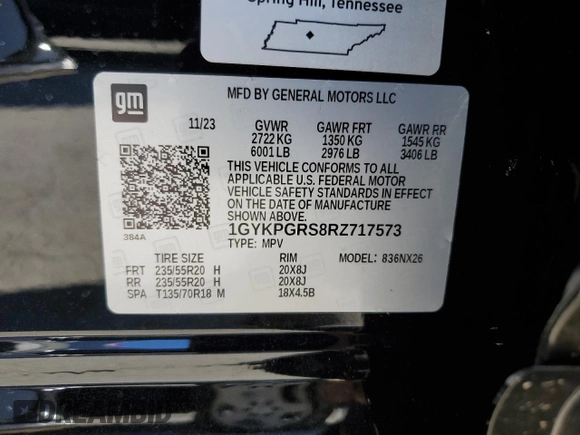 Spring Hill, Tennessee
gm
MFD BY GENERAL MOTORS LLC
11/23 GVWR GAWR FRT GAWR RR
2722 KG 1350 KG 1545 KG
6001 LB 2976 LB 3406 LB
THIS VEHICLE CONFORMS TO ALL
APPLICABLE U.S. FEDERAL MOTOR
VEHICLE SAFETY STANDARDS IN EFFECT
ON THE DATE OF MANUFACTURE
SHOWN ABOVE.
384A
1GYKPGRS8RZ717573
TYPE: MPV
MODEL: 836NX26
TIRE SIZE RIM
FRT 235/55R20 H 20X8J
RR 235/55R20 H 20X8J
SPA T135/70R18 M 18X4.5B
DREAMBID